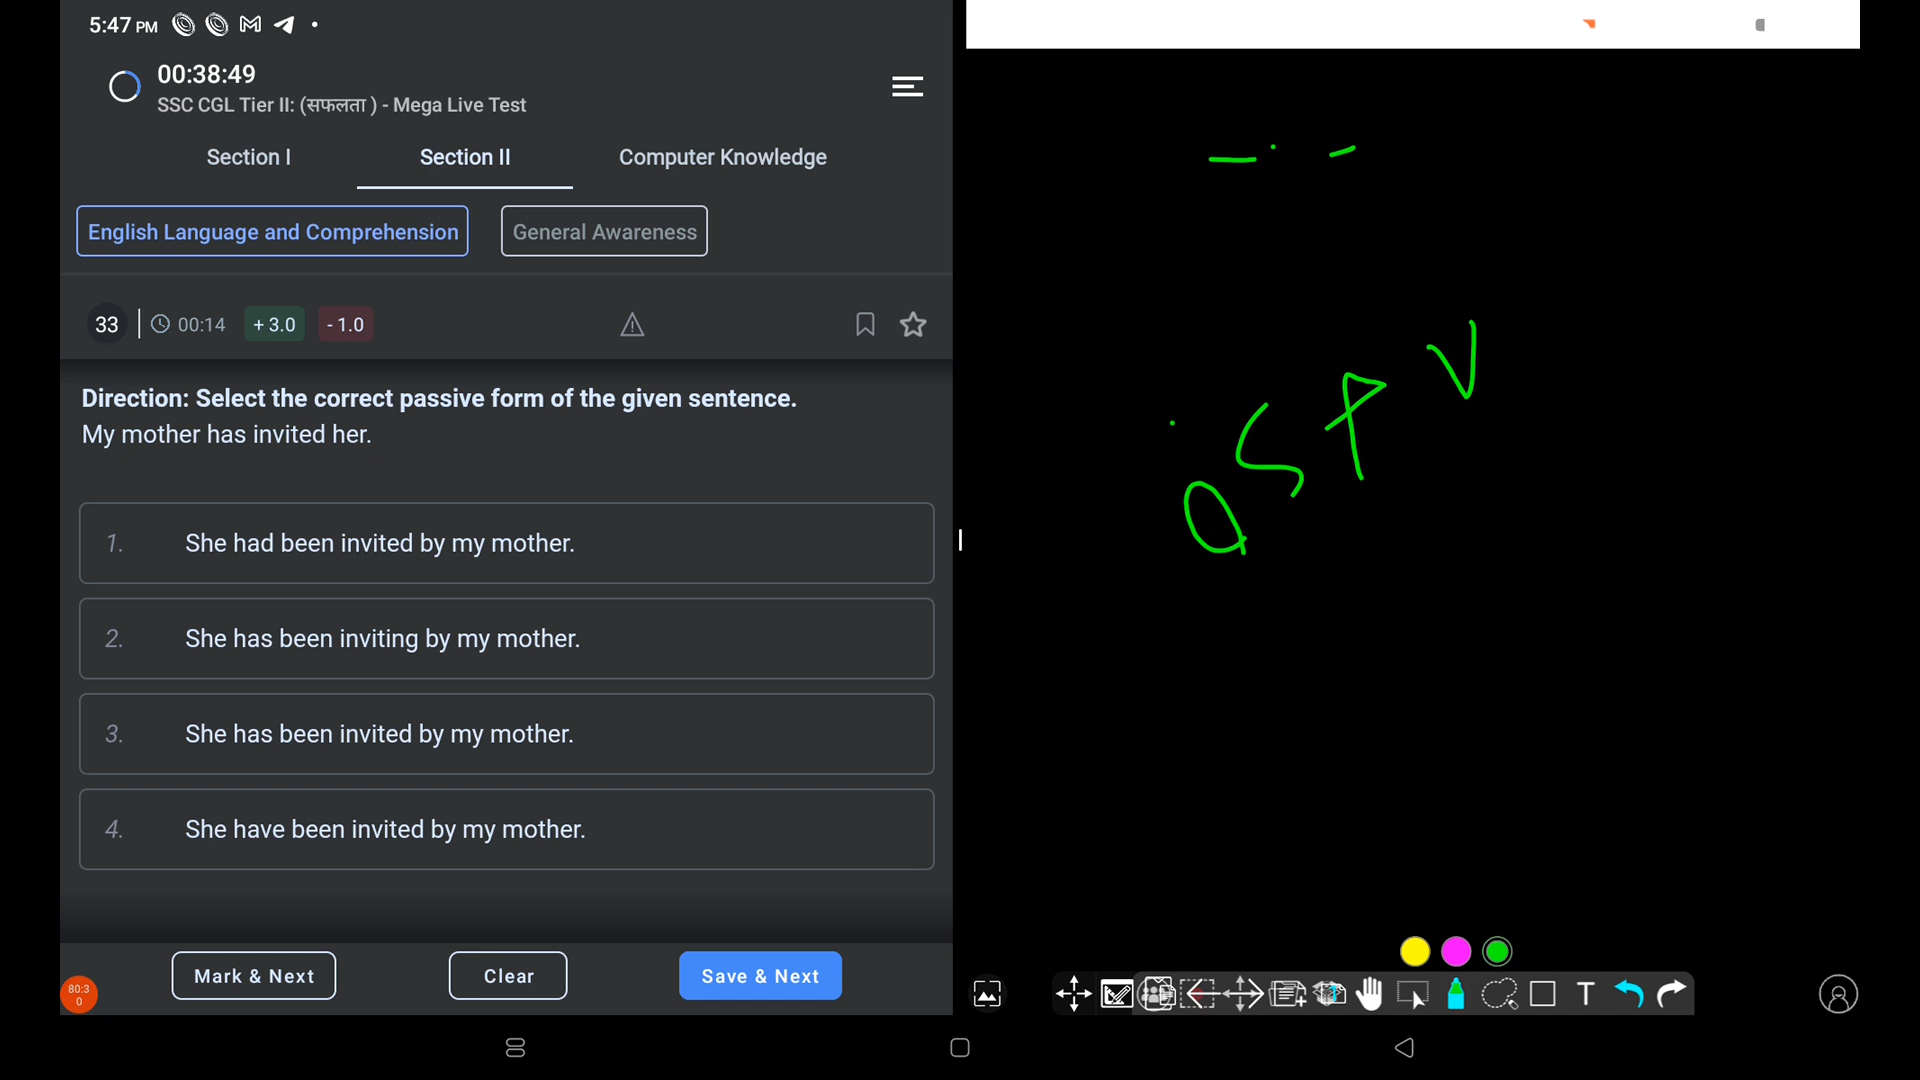 5:47 PM
00:38:49
SSC CGL Tier II: (सफलता ) - Mega Live Test
Section I
Section II
Computer Knowledge
English Language and Comprehension
General Awareness
33
00:14
+ 3.0
- 1.0
Direction: Select the correct passive form of the given sentence.
My mother has invited her.
1. She had been invited by my mother.
2. She has been inviting by my mother.
3. She has been invited by my mother.
4. She have been invited by my mother.
Mark & Next
Clear
Save & Next
80:3
0
T